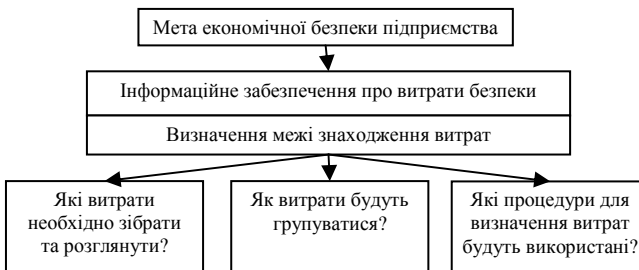 Мета економічної безпеки підприємства
Інформаційне забезпечення про витрати безпеки
Визначення межі знаходження витрат
Які витрати
необхідно зібрати
та розглянути?
Як витрати будуть
групуватися?
Які процедури для
визначення витрат
будуть використані?